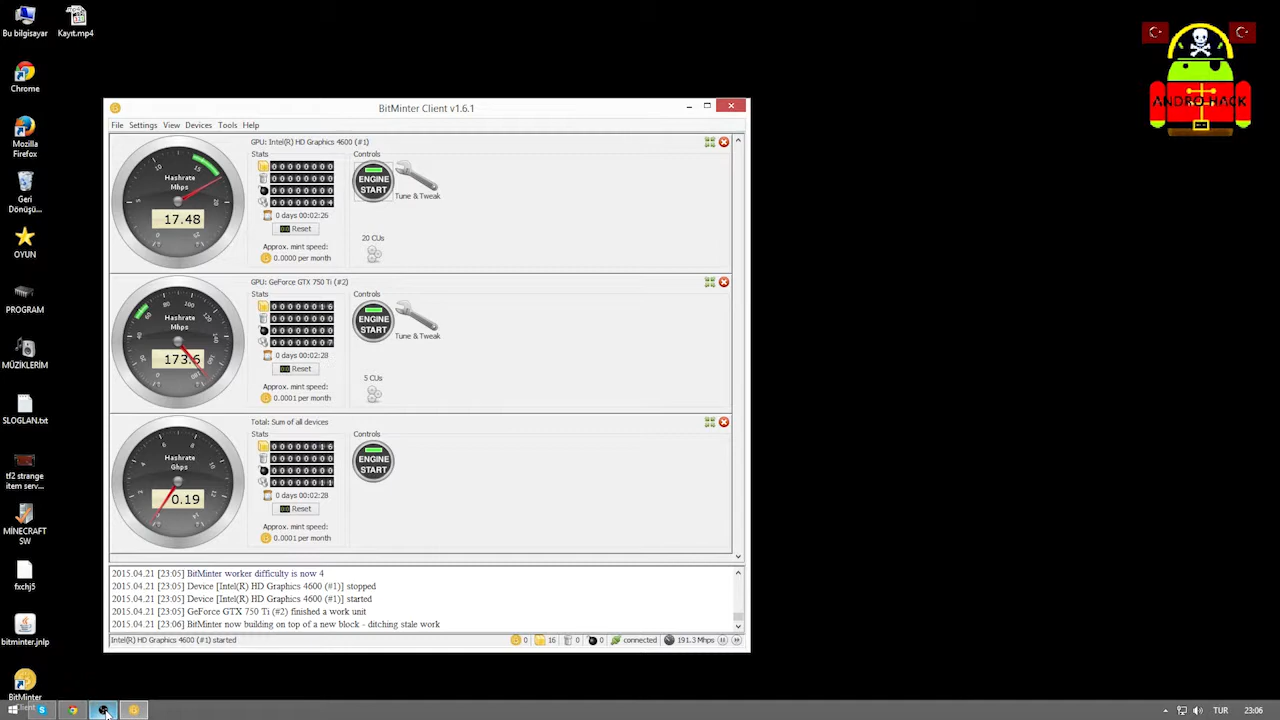 Bu bilgisayar
Kayıt.mp4
Chrome
Mozilla
Firefox
Geri
Dönüşü...
OYUN
PROGRAM
MÜZİKLERİM
SLOGLAN.txt
tf2 strange
item serv...
MİNECRAFT
SW
fxchj5
bitminter.jnlp
BitMinter
Client
ANDRO HACK
BitMinter Client v1.6.1
File Settings View Devices Tools Help
GPU: Intel(R) HD Graphics 4600 (#1)
Stats
Controls
Hashrate
Mhps
17.48
ENGINE
START
Tune & Tweak
0 days 00:02:26
Reset
20 CUs
Approx. mint speed:
0.0000 per month
GPU: GeForce GTX 750 Ti (#2)
Stats
Controls
Hashrate
Mhps
173.6
ENGINE
START
Tune & Tweak
0 days 00:02:28
Reset
5 CUs
Approx. mint speed:
0.0001 per month
Total: Sum of all devices
Stats
Controls
Hashrate
Ghps
0.19
ENGINE
START
0 days 00:02:28
Reset
Approx. mint speed:
0.0001 per month
2015.04.21 [23:05] BitMinter worker difficulty is now 4
2015.04.21 [23:05] Device [Intel(R) HD Graphics 4600 (#1)] stopped
2015.04.21 [23:05] Device [Intel(R) HD Graphics 4600 (#1)] started
2015.04.21 [23:05] GeForce GTX 750 Ti (#2) finished a work unit
2015.04.21 [23:06] BitMinter now building on top of a new block - ditching stale work
Intel(R) HD Graphics 4600 (#1) started
0 16 0 0 connected 191.3 Mhps
TUR 23:06